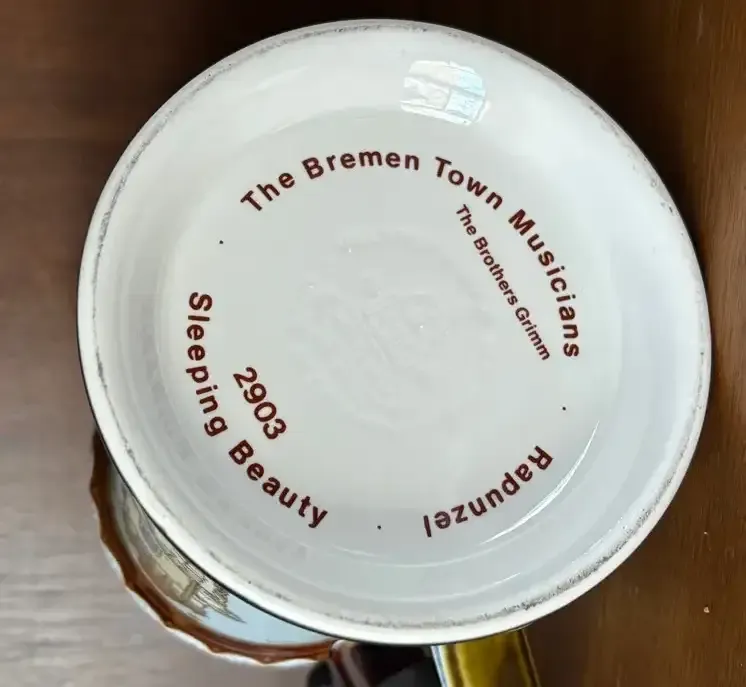 The Bremen Town Musicians
The Brothers Grimm
Rapunzel
Sleeping Beauty
2903